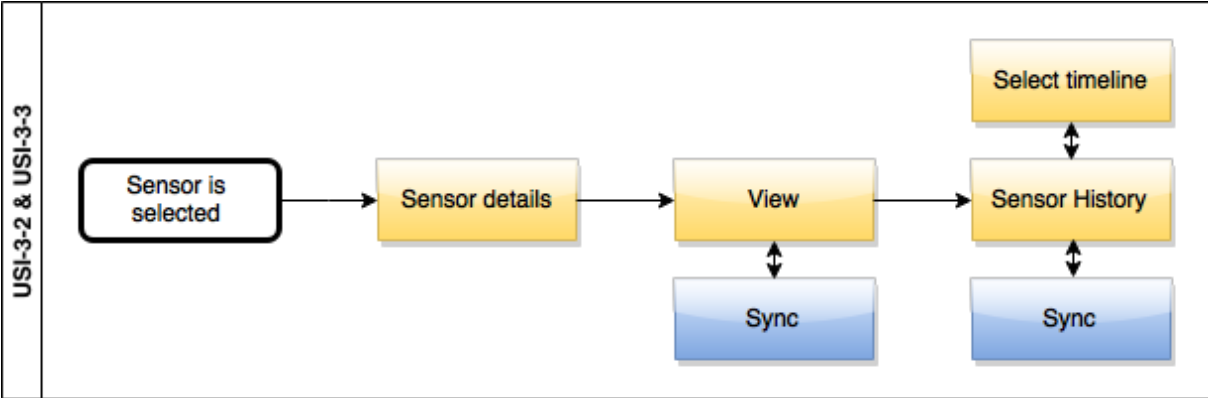 USI-3-2 & USI-3-3
Sensor is
selected
Sensor details
View
Sync
Select timeline
Sensor History
Sync